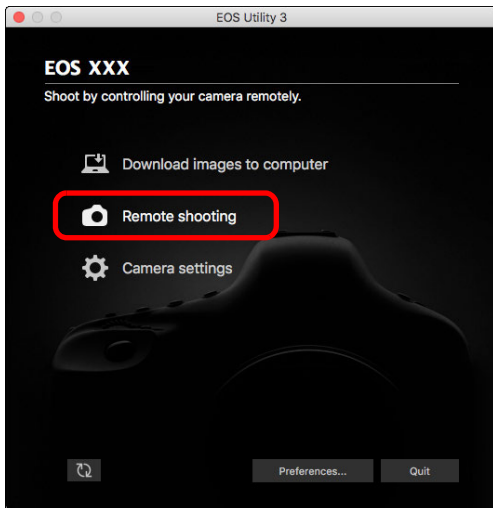 EOS Utility 3
EOS XXX
Shoot by controlling your camera remotely.
Download images to computer
Remote shooting
Camera settings
Preferences... Quit